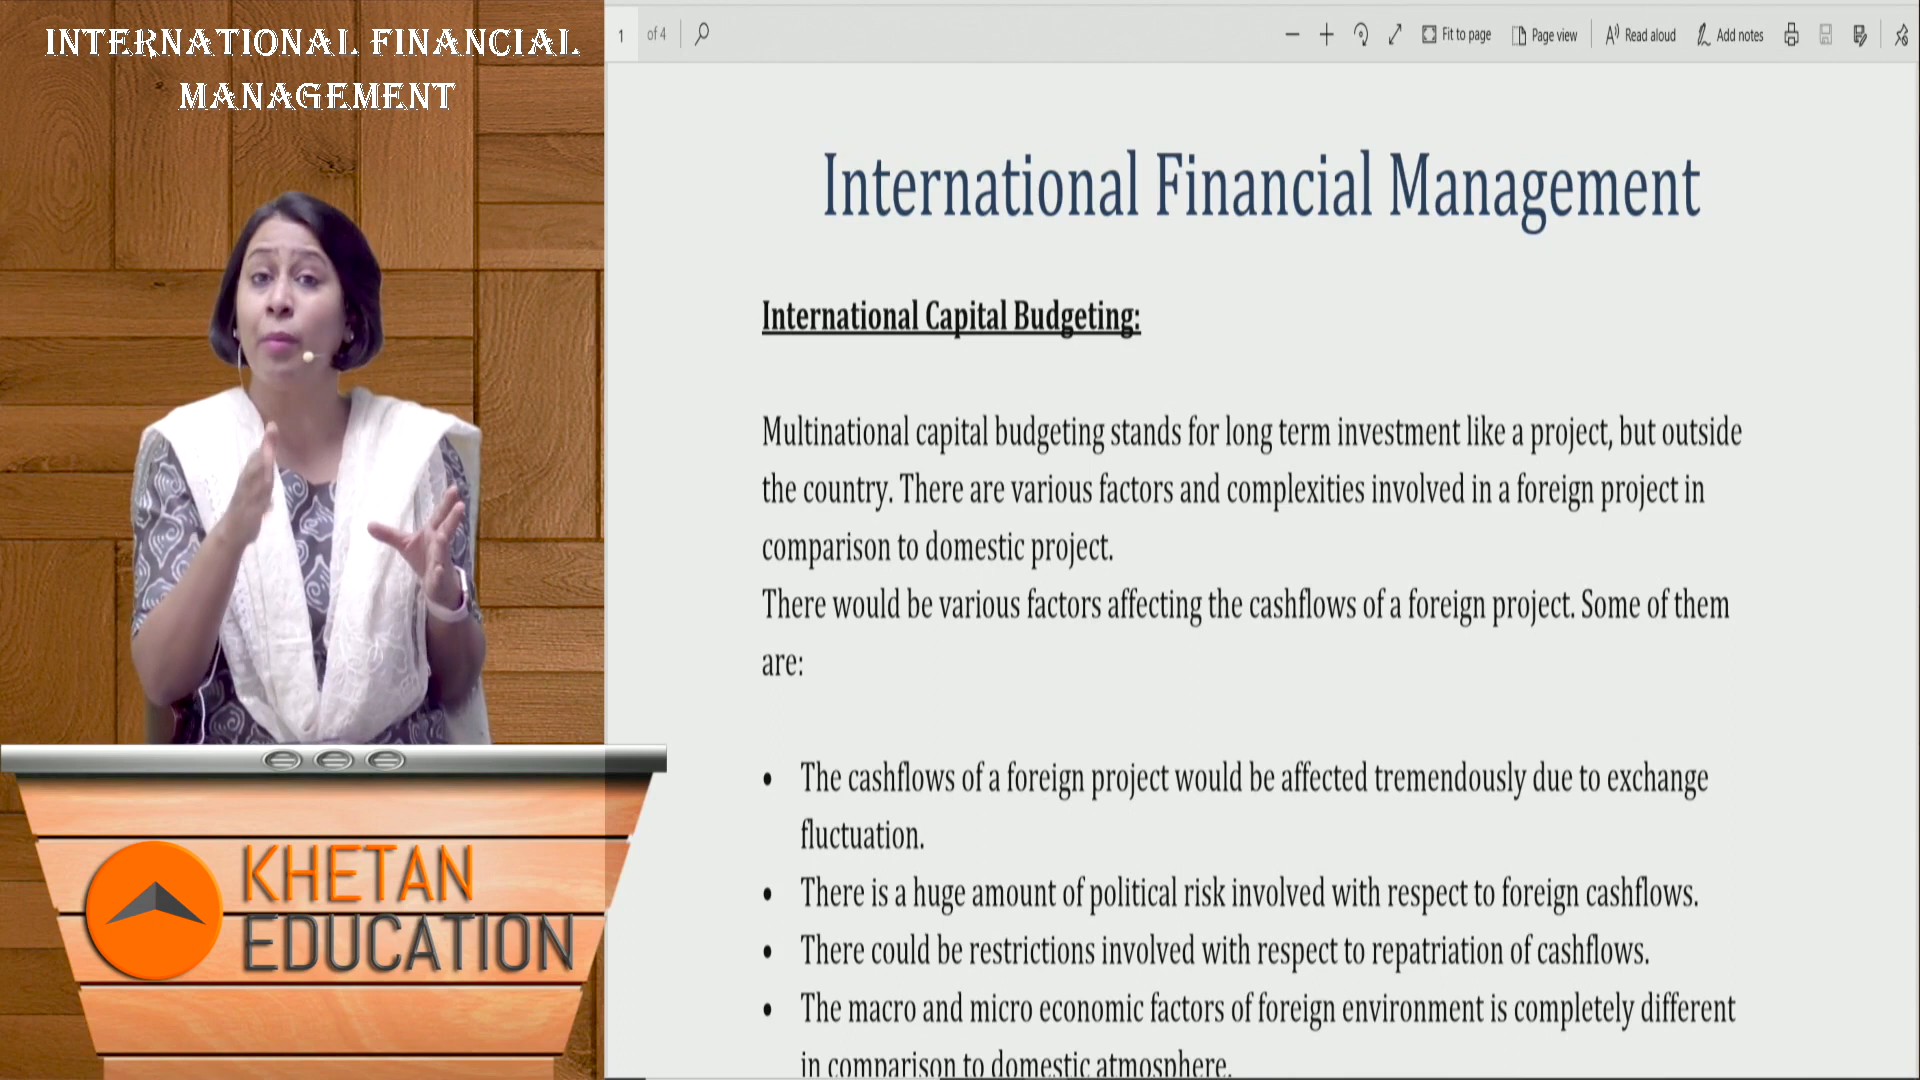 INTERNATIONAL FINANCIAL
MANAGEMENT
KHETAN
EDUCATION
1 of 4
Fit to page
Page view
Read aloud
Add notes
International Financial Management
International Capital Budgeting:
Multinational capital budgeting stands for long term investment like a project, but outside
the country. There are various factors and complexities involved in a foreign project in
comparison to domestic project.
There would be various factors affecting the cashflows of a foreign project. Some of them
are:
• The cashflows of a foreign project would be affected tremendously due to exchange
fluctuation.
• There is a huge amount of political risk involved with respect to foreign cashflows.
• There could be restrictions involved with respect to repatriation of cashflows.
• The macro and micro economic factors of foreign environment is completely different
in comparison to domestic atmosphere.